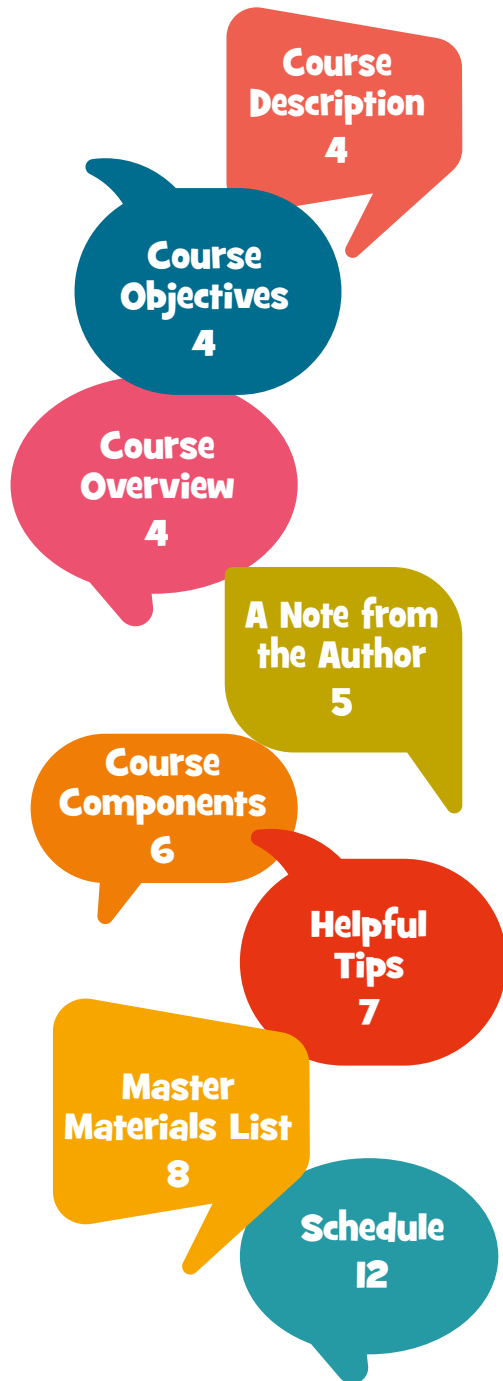 Course
Description
4
Course
Objectives
4
Course
Overview
4
A Note from
the Author
5
Course
Components
6
Helpful
Tips
7
Master
Materials List
8
Schedule
12